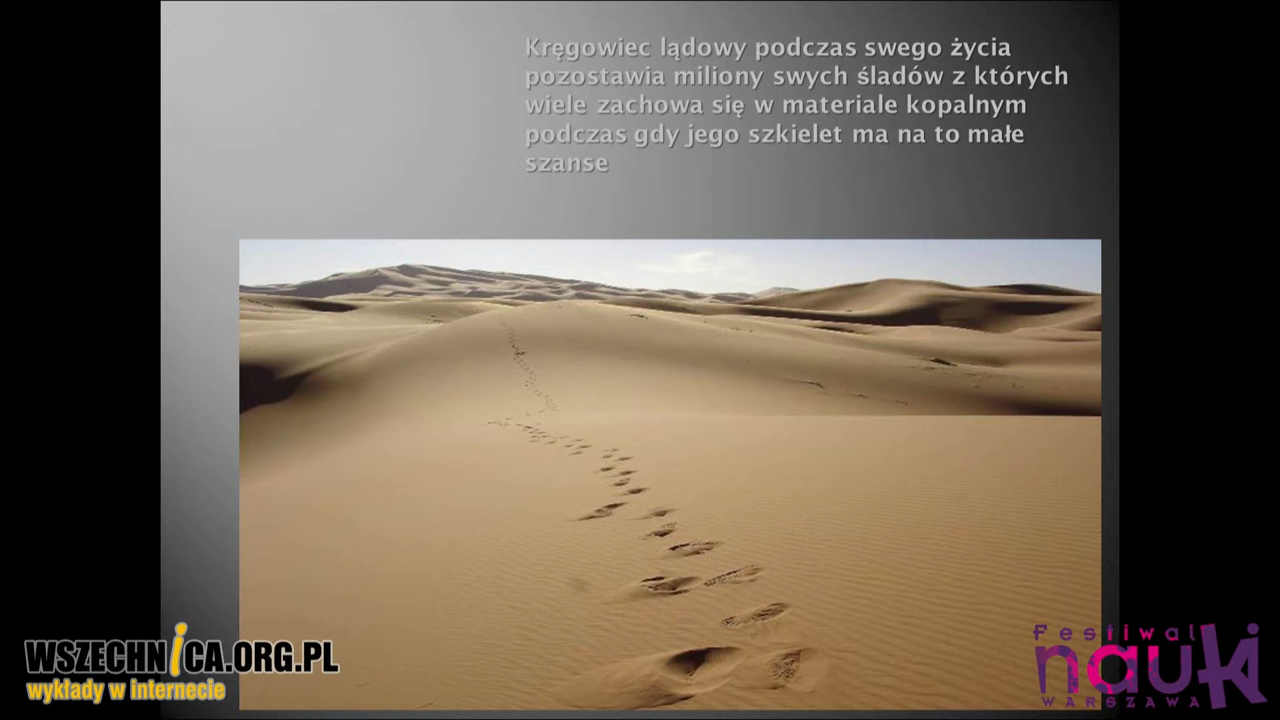 Kręgowiec lądowy podczas swego życia
pozostawia miliony swych śladów z których
wiele zachowa się w materiale kopalnym
podczas gdy jego szkielet ma na to małe
szanse
WSZECHNiCA.ORG.PL
wykłady w internecie
Festiwal
nauki
WARSZAWA